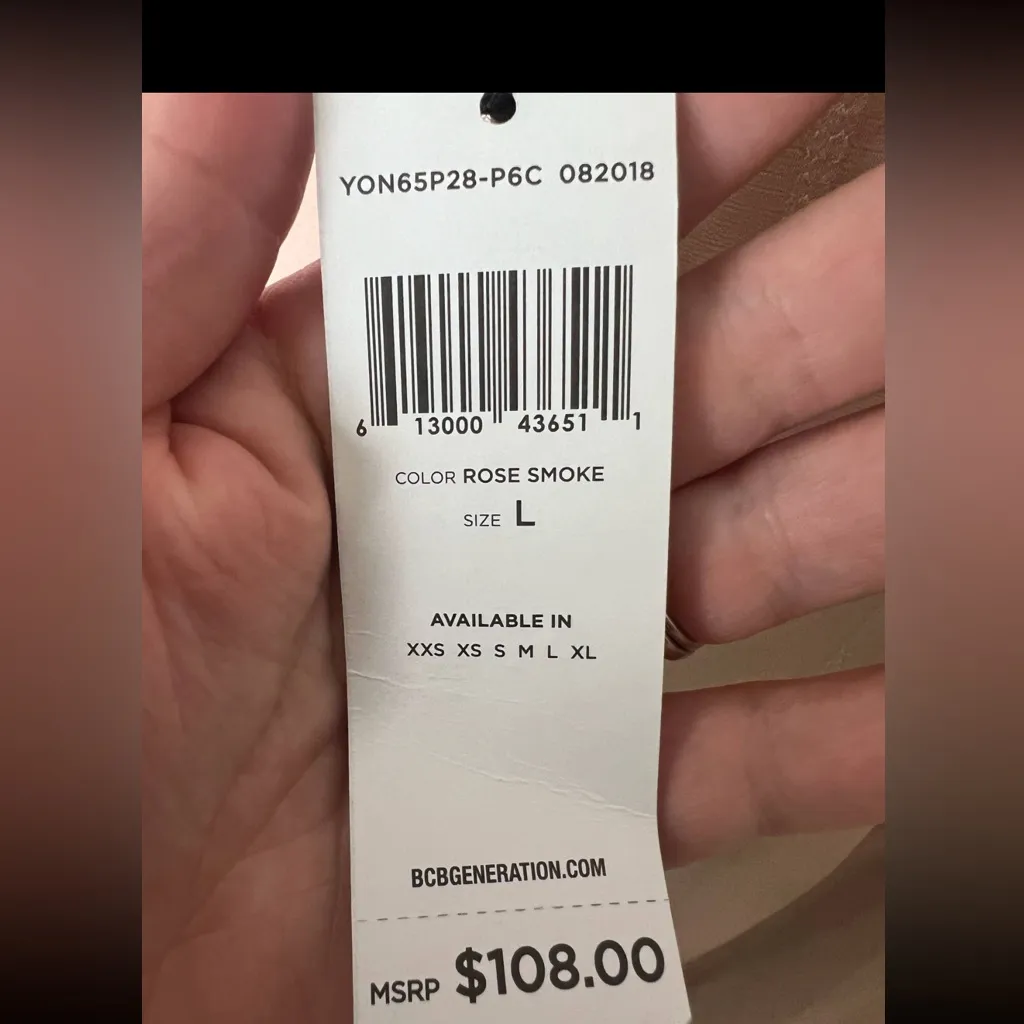 YON65P28-P6C 082018
6 13000 43651 1
COLOR ROSE SMOKE
SIZE L
AVAILABLE IN
XXS XS S M L XL
BCBGENERATION.COM
MSRP $108.00